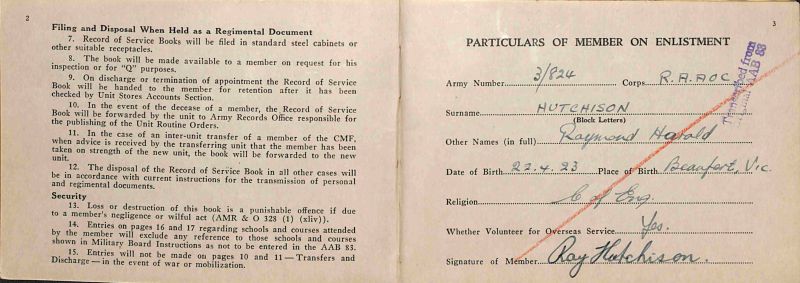 2
Filing and Disposal When Held as a Regimental Document
7. Record of Service Books will be filed in standard steel cabinets or
other suitable receptacles.
8. The book will be made available to a member on request for his
inspection or for "Q" purposes.
9. On discharge or termination of appointment the Record of Service
Book will be handed to the member for retention after it has been
checked by Unit Stores Accounts Section.
10. In the event of the decease of a member, the Record of Service
Book will be forwarded by the unit to Army Records Office responsible for
the publishing of the Unit Routine Orders.
11. In the case of an inter-unit transfer of a member of the CMF,
when advice is received by the transferring unit that the member has been
taken on strength of the new unit, the book will be forwarded to the new
unit.
12. The disposal of the Record of Service Book in all other cases will
be in accordance with current instructions for the transmission of personal
and regimental documents.
Security
13. Loss or destruction of this book is a punishable offence if due
to a member's negligence or wilful act (AMR & O 328 (1) (xliv)).
14. Entries on pages 16 and 17 regarding schools and courses attended
by the member will exclude any reference to those schools and courses
shown in Military Board Instructions as not to be entered in the AAB 83.
15. Entries will not be made on pages 10 and 11 — Transfers and
Discharge — in the event of war or mobilization.
3
PARTICULARS OF MEMBER ON ENLISTMENT
Transcribed from
AAB 83
Army Number 3/824 Corps R.A.A.O.C.
Surname HUTCHISON
(Block Letters)
Other Names (in full) Raymond Harold
Date of Birth 22.4.23 Place of Birth Beaufort, Vic.
Religion C of Eng.
Whether Volunteer for Overseas Service Yes.
Signature of Member Ray Hutchison.